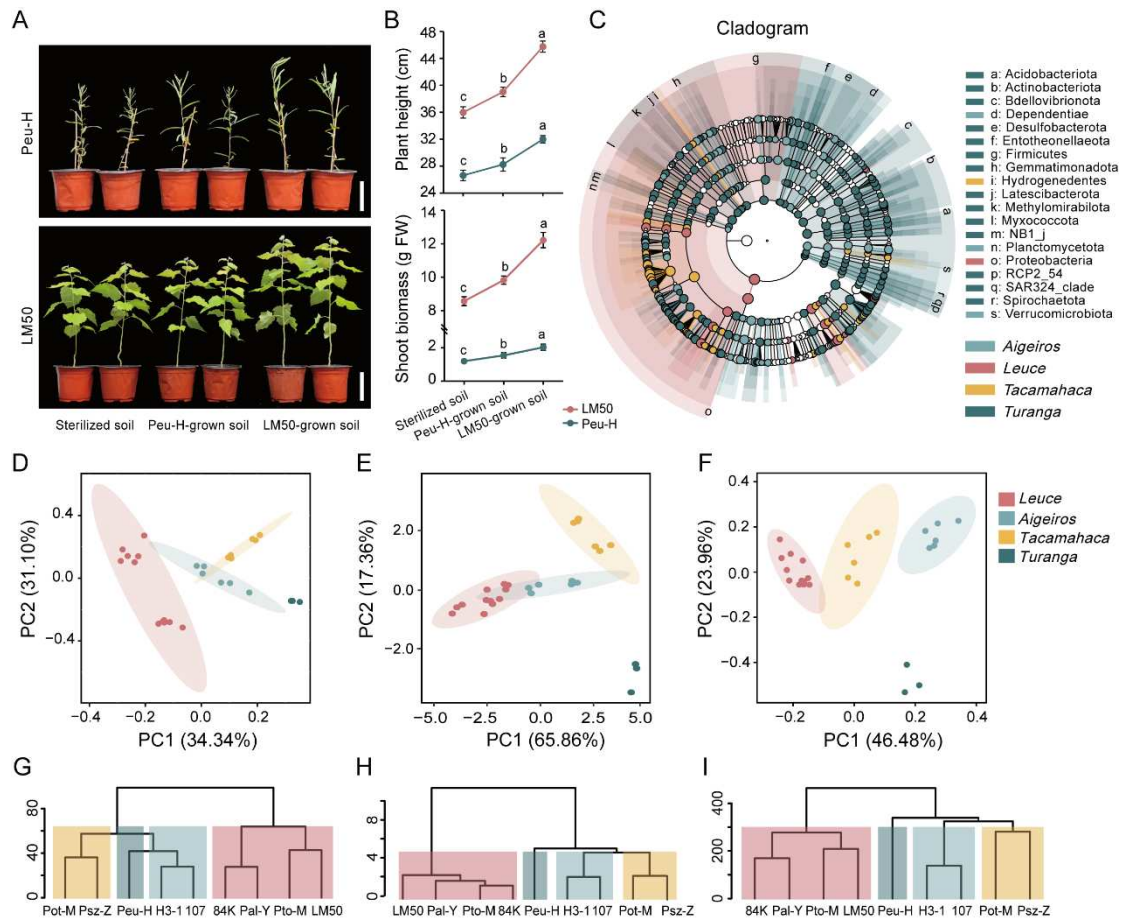 A
Peu-H
LM50
Sterilized soil
Peu-H-grown soil
LM50-grown soil
B
Plant height (cm)
48
44
40
36
32
28
24
c
b
a
c
b
a
Shoot biomass (g FW)
14
12
10
8
2
0
c
b
a
c
b
a
Sterilized soil
Peu-H-grown soil
LM50-grown soil
LM50
Peu-H
C
Cladogram
g
h
j i
k
l
n m
o
f
e
d
c
b
a
s
r
q p
a: Acidobacteriota
b: Actinobacteriota
c: Bdellovibrionota
d: Dependentiae
e: Desulfobacterota
f: Entotheonellaeota
g: Firmicutes
h: Gemmatimonadota
i: Hydrogenedentes
j: Latescibacterota
k: Methylomirabilota
l: Myxococcota
m: NB1_j
n: Planctomycetota
o: Proteobacteria
p: RCP2_54
q: SAR324_clade
r: Spirochaetota
s: Verrucomicrobiota
Aigeiros
Leuce
Tacamahaca
Turanga
D
PC2 (31.10%)
0.4
0.0
−0.4
−0.4
−0.2
0.0
0.2
PC1 (34.34%)
E
PC2 (17.36%)
2.0
0.0
−2.0
−5.0
−2.5
0.0
2.5
5.0
PC1 (65.86%)
F
PC2 (23.96%)
0.4
0.2
0.0
−0.2
−0.4
−0.2
0.0
0.2
0.4
PC1 (46.48%)
Leuce
Aigeiros
Tacamahaca
Turanga
G
80
40
0
Pot-M Psz-Z Peu-H H3-1 107 84K Pal-Y Pto-M LM50
H
8
4
0
LM50 Pal-Y Pto-M 84K Peu-H H3-1 107 Pot-M Psz-Z
I
400
200
0
84K Pal-Y Pto-M LM50 Peu-H H3-1 107 Pot-M Psz-Z